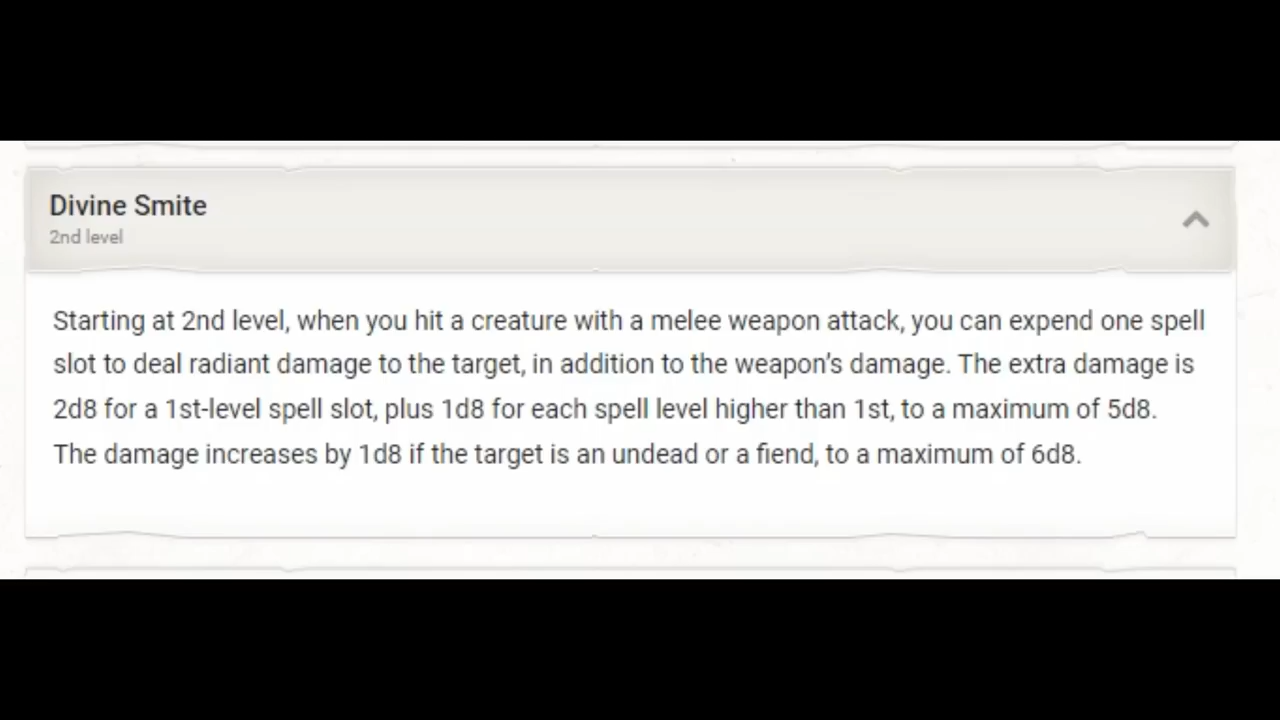 Divine Smite
2nd level
Starting at 2nd level, when you hit a creature with a melee weapon attack, you can expend one spell
slot to deal radiant damage to the target, in addition to the weapon’s damage. The extra damage is
2d8 for a 1st-level spell slot, plus 1d8 for each spell level higher than 1st, to a maximum of 5d8.
The damage increases by 1d8 if the target is an undead or a fiend, to a maximum of 6d8.